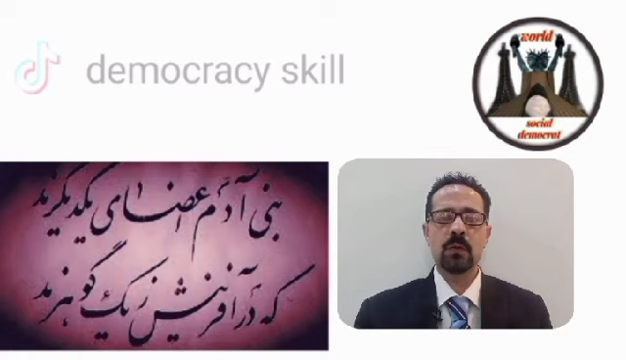 democracy skill
world
social
democrat
بنی آدم اعضای یکدیگرند
که در آفرینش ز یک گوهرند